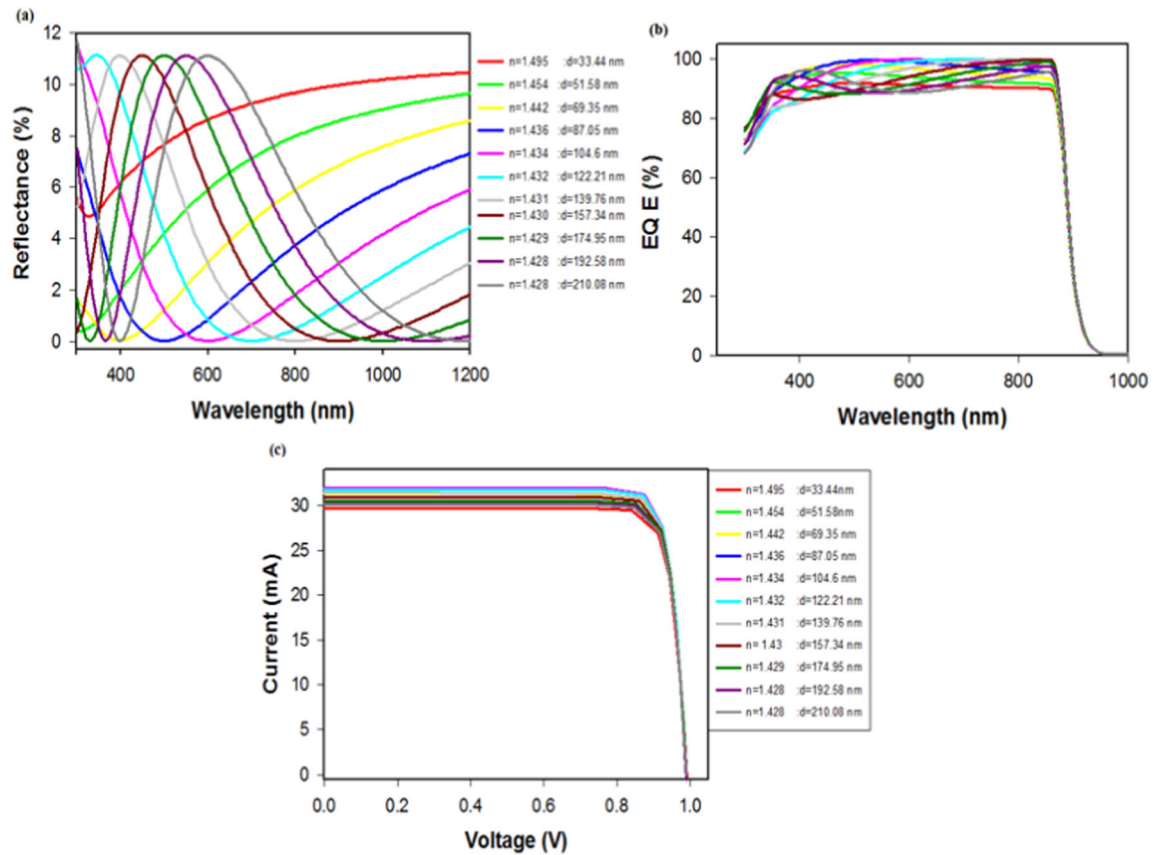 (a)
12
10
8
6
4
2
0
Reflectance (%)
400 600 800 1000 1200
Wavelength (nm)
n=1.495 :d=33.44 nm
n=1.454 :d=51.58 nm
n=1.442 :d=69.35 nm
n=1.436 :d=87.05 nm
n=1.434 :d=104.6 nm
n=1.432 :d=122.21 nm
n=1.431 :d=139.76 nm
n=1.430 :d=157.34 nm
n=1.429 :d=174.95 nm
n=1.428 :d=192.58 nm
n=1.428 :d=210.08 nm
(b)
100
80
60
40
20
0
EQ E (%)
400 600 800 1000
Wavelength (nm)
(c)
30
25
20
15
10
5
0
Current (mA)
0.0 0.2 0.4 0.6 0.8 1.0
Voltage (V)
n=1.495 :d=33.44nm
n=1.454 :d=51.58nm
n=1.442 :d=69.35 nm
n=1.436 :d=87.05 nm
n=1.434 :d=104.6 nm
n=1.432 :d=122.21 nm
n=1.431 :d=139.76 nm
n= 1.43 :d=157.34 nm
n=1.429 :d=174.95 nm
n=1.428 :d=192.58 nm
n=1.428 :d=210.08 nm